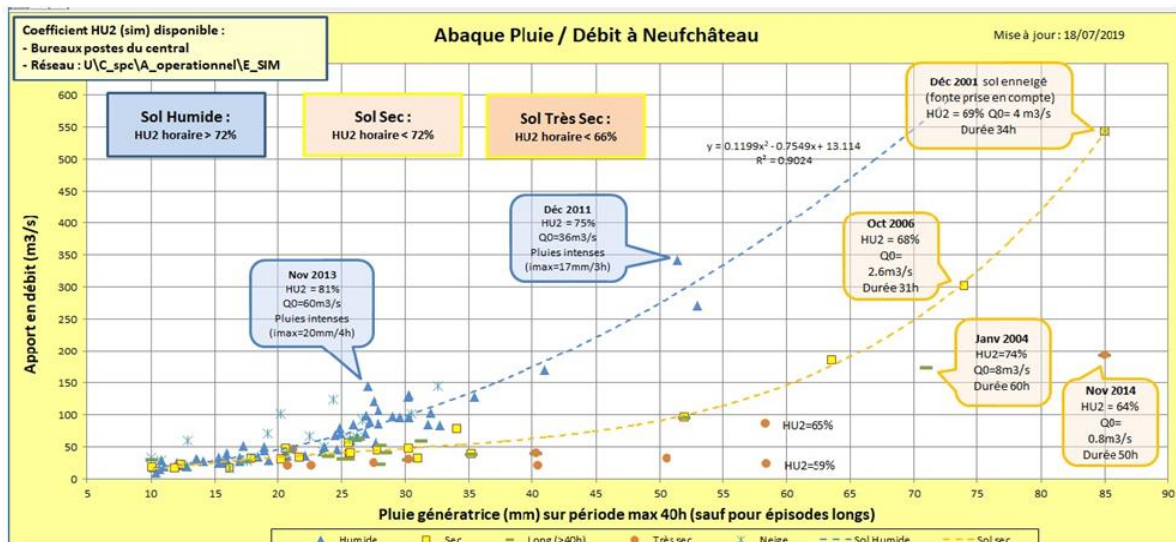 Coefficient HU2 (sim) disponible :
- Bureaux postes du central
- Réseau : U\C_spc\A_operationnel\E_SIM
Abaque Pluie / Débit à Neufchâteau
Mise à jour : 18/07/2019
Sol Humide :
HU2 horaire > 72%
Sol Sec :
HU2 horaire < 72%
Sol Très Sec :
HU2 horaire < 66%
Déc 2001 sol enneigé
(fonte prise en compte)
HU2 = 69% Q0= 4 m3/s
Durée 34h
y = 0.1199x² - 0.7549x + 13.114
R² = 0.9024
Déc 2011
HU2 = 75%
Q0=36m3/s
Pluies intenses
(imax=17mm/3h)
Oct 2006
HU2 = 68%
Q0=
2.6m3/s
Durée 31h
Nov 2013
HU2 = 81%
Q0=60m3/s
Pluies intenses
(imax=20mm/4h)
Janv 2004
HU2=74%
Q0=8m3/s
Durée 60h
Nov 2014
HU2 = 64%
Q0=
0.8m3/s
Durée 50h
HU2=65%
HU2=59%
Apport en débit (m3/s)
650
600
550
500
450
400
350
300
250
200
150
100
50
0
5 10 15 20 25 30 35 40 45 50 55 60 65 70 75 80 85 90
Pluie génératrice (mm) sur période max 40h (sauf pour épisodes longs)
Humide Sec Long (>40h) Très sec Neige Sol Humide Sol sec